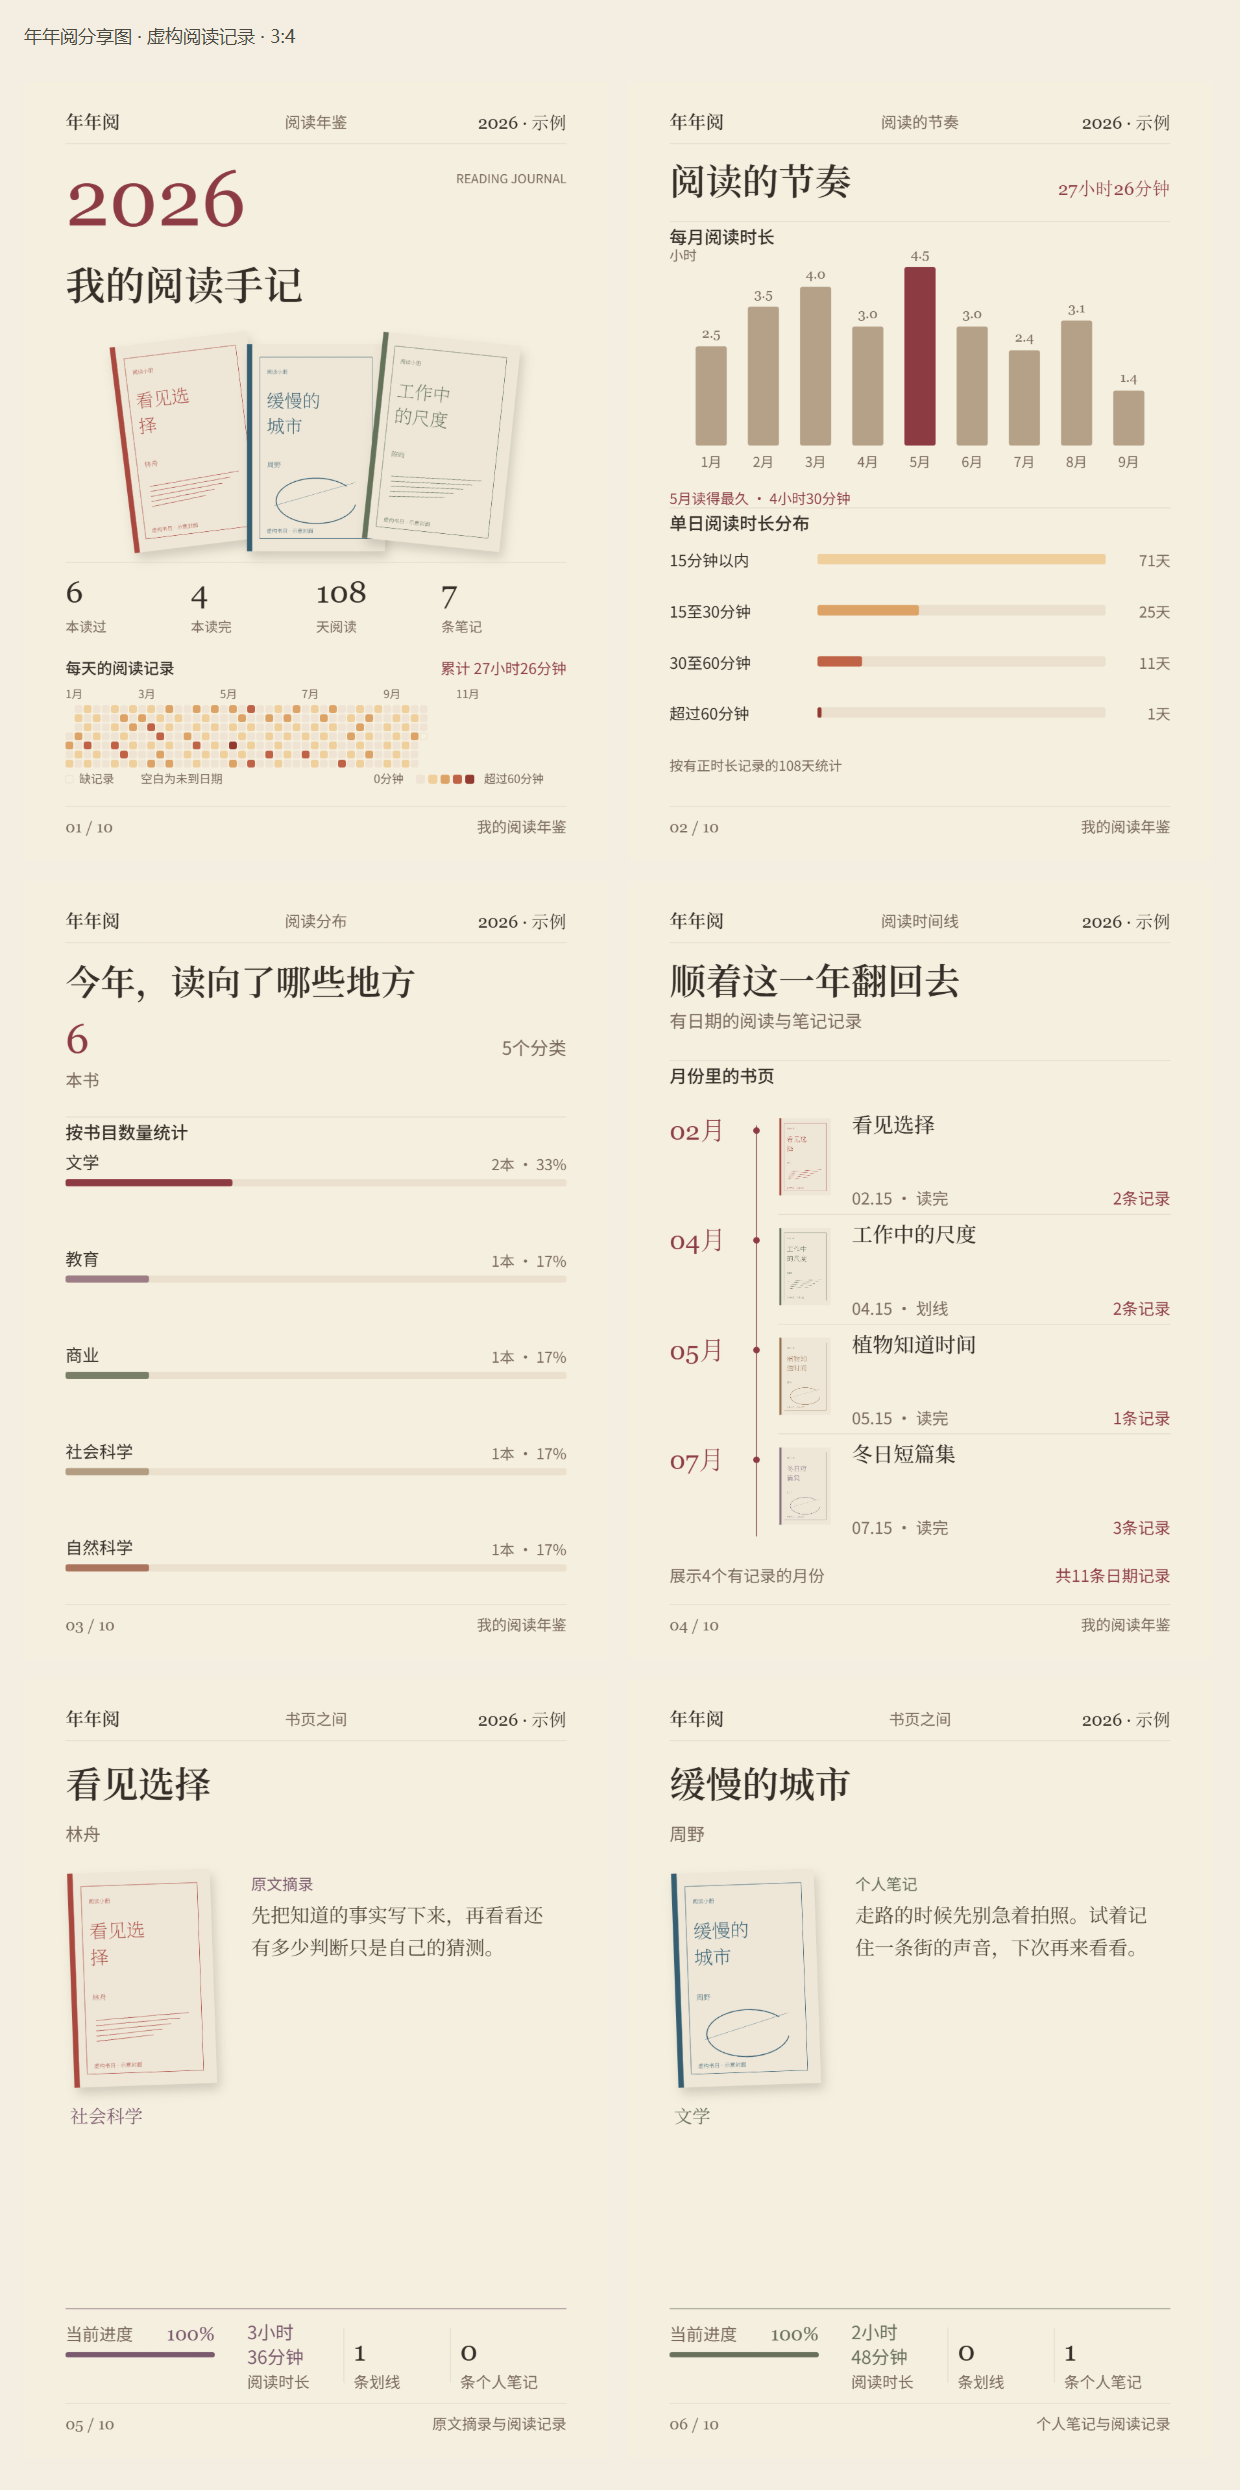 年年阅分享图 · 虚构阅读记录 · 3:4
年年阅 阅读年鉴 2026 · 示例
2026 READING JOURNAL
我的阅读手记
看见选
择
林舟
缓慢的
城市
周野
虚构书目 · 示意封面
工作中
的尺度
6 4 108 7
本读过 本读完 天阅读 条笔记
每天的阅读记录 累计 27小时26分钟
1月 3月 5月 7月 9月 11月
缺记录 空白为未到日期 0分钟 超过60分钟
01 / 10 我的阅读年鉴
年年阅 阅读的节奏 2026 · 示例
阅读的节奏 27小时26分钟
每月阅读时长
小时
2.5 3.5 4.0 3.0 4.5 3.0 2.4 3.1 1.4
1月 2月 3月 4月 5月 6月 7月 8月 9月
5月读得最久 · 4小时30分钟
单日阅读时长分布
15分钟以内 71天
15至30分钟 25天
30至60分钟 11天
超过60分钟 1天
按有正时长记录的108天统计
02 / 10 我的阅读年鉴
年年阅 阅读分布 2026 · 示例
今年，读向了哪些地方
6 5个分类
本书
按书目数量统计
文学 2本 · 33%
教育 1本 · 17%
商业 1本 · 17%
社会科学 1本 · 17%
自然科学 1本 · 17%
03 / 10 我的阅读年鉴
年年阅 阅读时间线 2026 · 示例
顺着这一年翻回去
有日期的阅读与笔记记录
月份里的书页
02月 看见选择
02.15 · 读完 2条记录
04月 工作中的尺度
04.15 · 划线 2条记录
05月 植物知道时间
05.15 · 读完 1条记录
07月 冬日短篇集
07.15 · 读完 3条记录
展示4个有记录的月份 共11条日期记录
04 / 10 我的阅读年鉴
年年阅 书页之间 2026 · 示例
看见选择
林舟
看见选
择
林舟
虚构书目 · 示意封面
社会科学
原文摘录
先把知道的事实写下来，再看看还
有多少判断只是自己的猜测。
当前进度 100%
3小时
36分钟
阅读时长
1
条划线
0
条个人笔记
05 / 10 原文摘录与阅读记录
年年阅 书页之间 2026 · 示例
缓慢的城市
周野
缓慢的
城市
周野
虚构书目 · 示意封面
文学
个人笔记
走路的时候先别急着拍照。试着记
住一条街的声音，下次再来看看。
当前进度 100%
2小时
48分钟
阅读时长
0
条划线
1
条个人笔记
06 / 10 个人笔记与阅读记录